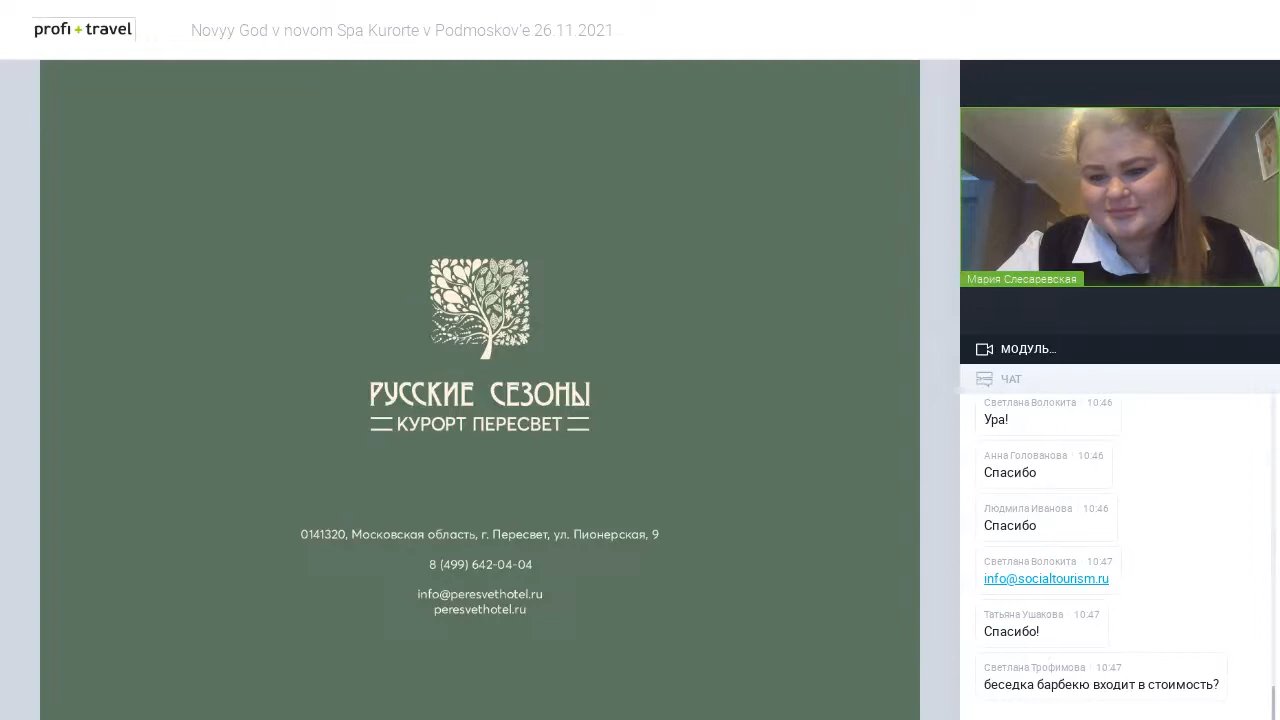 profi+travel
Novyy God v novom Spa Kurorte v Podmoskov'e 26.11.2021
РУССКИЕ СЕЗОНЫ
КУРОРТ ПЕРЕСВЕТ
0141320, Московская область, г. Пересвет, ул. Пионерская, 9
8 (499) 642-04-04
info@peresvethotel.ru
peresvethotel.ru
Мария Слесаревская
МОДУЛЬ...
ЧАТ
Светлана Волокита 10:46
Ура!
Анна Голованова 10:46
Спасибо
Людмила Иванова 10:46
Спасибо
Светлана Волокита 10:47
info@socialtourism.ru
Татьяна Ушакова 10:47
Спасибо!
Светлана Трофимова 10:47
беседка барбекю входит в стоимость?